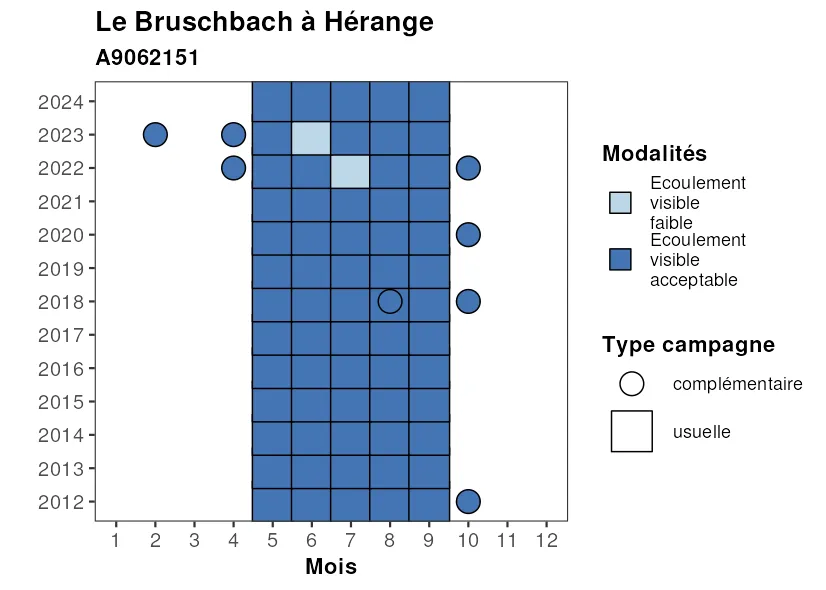 Le Bruschbach à Hérange
A9062151
2024
2023
2022
2021
2020
2019
2018
2017
2016
2015
2014
2013
2012
1 2 3 4 5 6 7 8 9 10 11 12
Mois
Modalités
Ecoulement
visible
faible
Ecoulement
visible
acceptable
Type campagne
complémentaire
usuelle